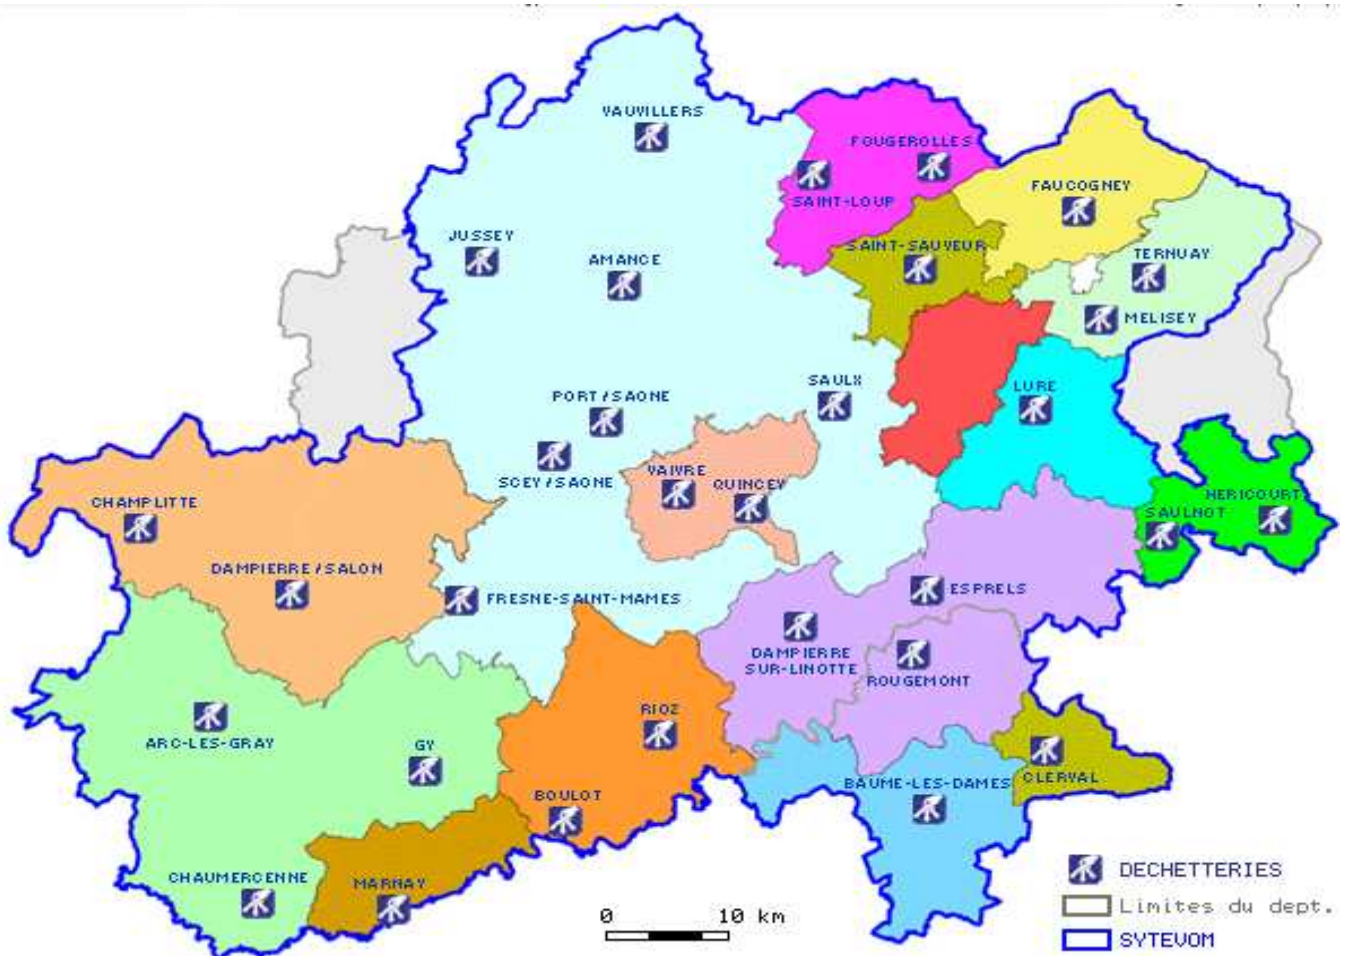 VAUVILLERS
FOUGEROLLES
SAINT-LOUP
FAUCOGNEY
JUSSEY
SAINT-SAUVEUR
AMANCE
TERNUAY
MELISEY
SAULX
LURE
PORT/SAONE
SCEY/SAONE
VAIVRE
QUINCEY
CHAMPLITTE
HERICOURT
SAULNOT
DAMPIERRE/SALON
FRESNE-SAINT-MAMES
ESPRELS
DAMPIERRE
SUR-LINOTTE
ROUGEMONT
RIOZ
ARC-LES-GRAY
GY
CLERVAL
BAUME-LES-DAMES
BOULOT
CHAUMERCENNE
MARNAY
DECHETTERIES
0 10 km
Limites du dept.
SYTEVOM